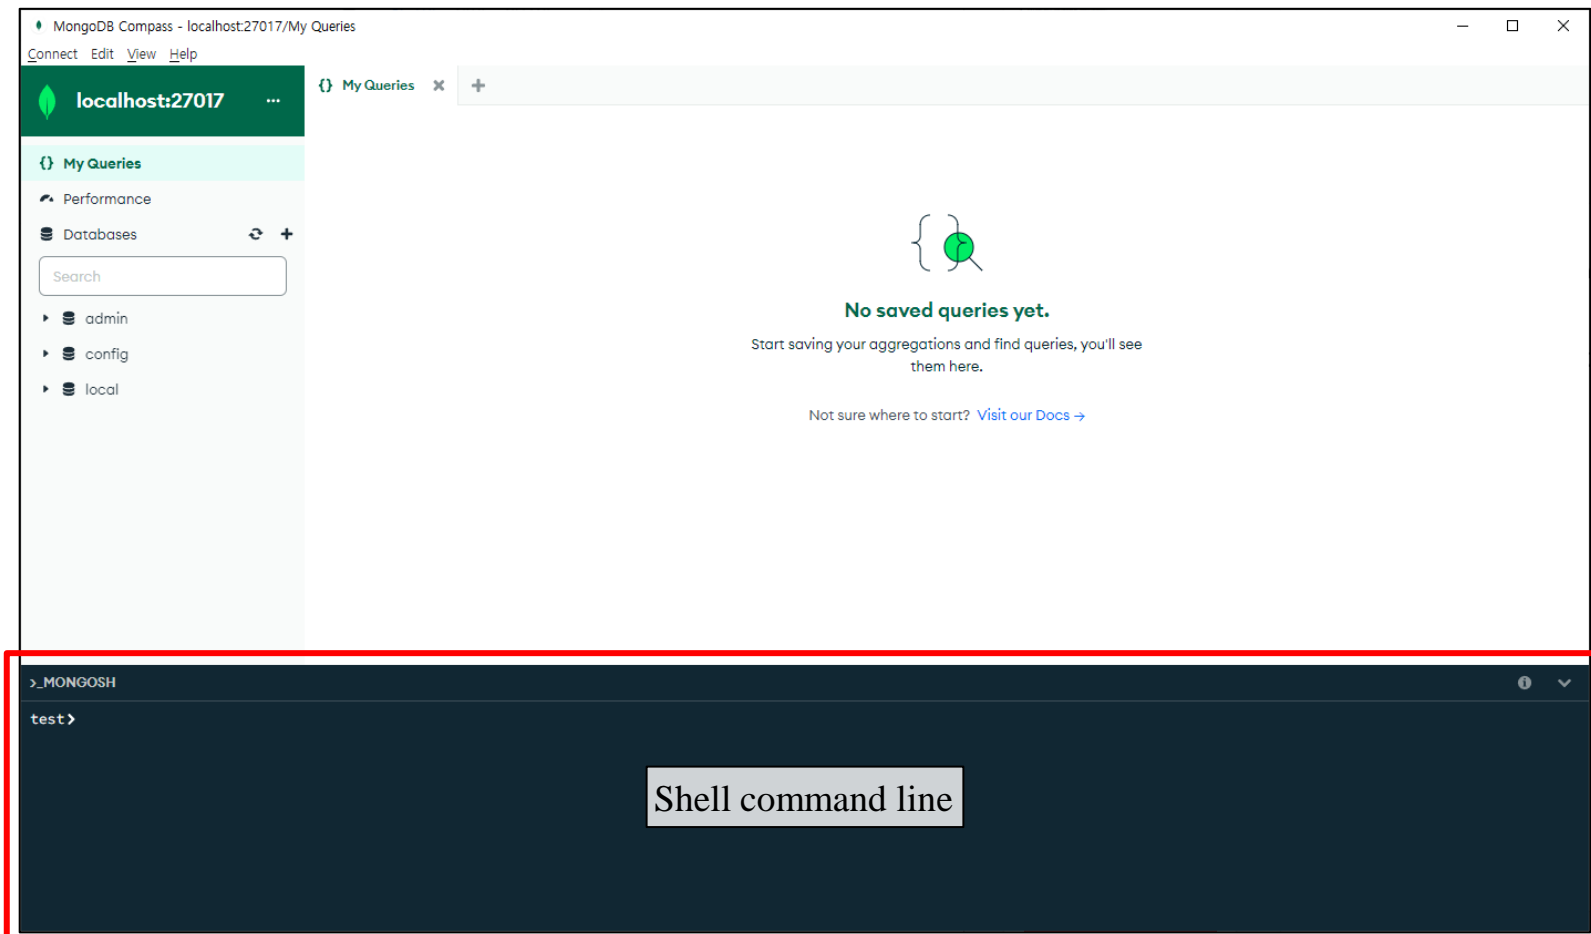 MongoDB Compass - localhost:27017/My Queries
Connect Edit View Help
localhost:27017 ...
{} My Queries
{} My Queries
Performance
Databases
Search
admin
config
local
No saved queries yet.
Start saving your aggregations and find queries, you'll see
them here.
Not sure where to start? Visit our Docs →
>_MONGOSH
test>
Shell command line